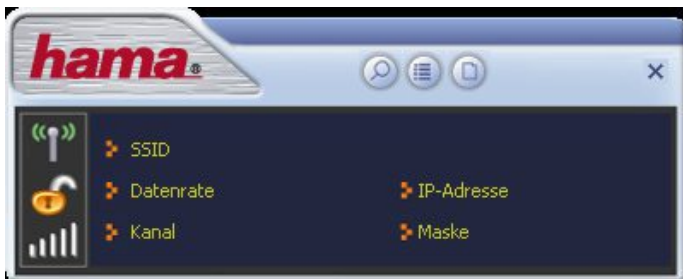 hama.®
SSID
Datenrate
IP-Adresse
Kanal
Maske